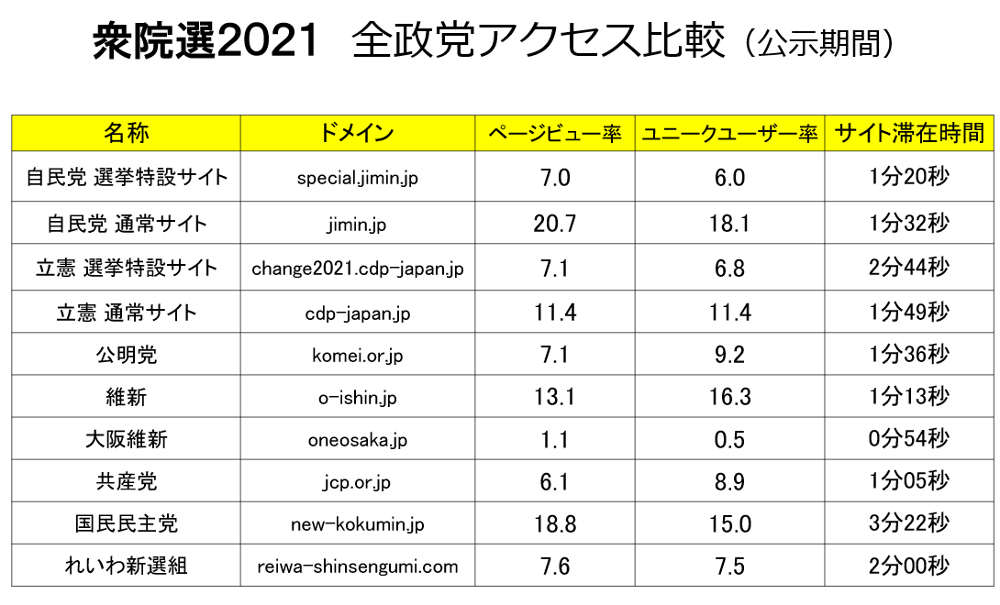 衆院選2021 全政党アクセス比較（公示期間）
名称 ドメイン ページビュー率 ユニークユーザー率 サイト滞在時間
自民党 選挙特設サイト special.jimin.jp 7.0 6.0 1分20秒
自民党 通常サイト jimin.jp 20.7 18.1 1分32秒
立憲 選挙特設サイト change2021.cdp-japan.jp 7.1 6.8 2分44秒
立憲 通常サイト cdp-japan.jp 11.4 11.4 1分49秒
公明党 komei.or.jp 7.1 9.2 1分36秒
維新 o-ishin.jp 13.1 16.3 1分13秒
大阪維新 oneosaka.jp 1.1 0.5 0分54秒
共産党 jcp.or.jp 6.1 8.9 1分05秒
国民民主党 new-kokumin.jp 18.8 15.0 3分22秒
れいわ新選組 reiwa-shinsengumi.com 7.6 7.5 2分00秒